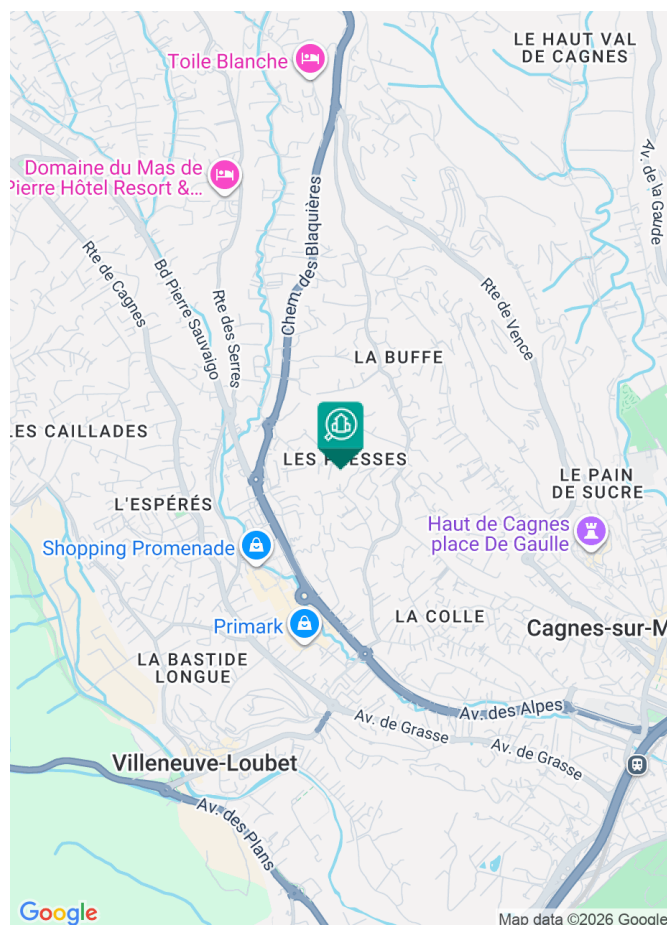 LE HAUT VAL
DE CAGNES
Toile Blanche
Domaine du Mas de
Pierre Hôtel Resort &...
Av. de la Gaude
Chem. des Blaquières
Rte de Cagnes
Bd Pierre Sauvaigo
Rte des Serres
Rte de Vence
LA BUFFE
LES CAILLADES
LES
L'ESPÉRÉS
LE PAIN
DE SUCRE
Haut de Cagnes
place De Gaulle
Shopping Promenade
Primark
LA COLLE
Cagnes-sur-M
LA BASTIDE
LONGUE
Av. des Alpes
Av. de Grasse
Av. de Grasse
Villeneuve-Loubet
Av. des Plans
Google
Map data ©2026 Google